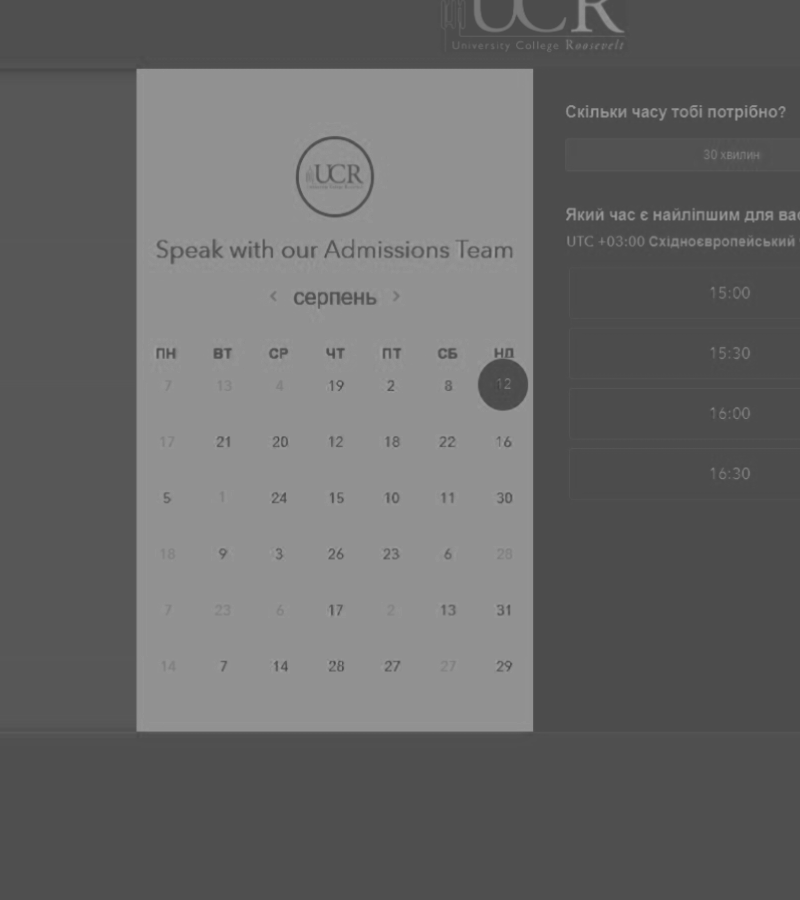 UCR
University College Roosevelt
UCR
Speak with our Admissions Team
< серпень >
ПН ВТ СР ЧТ ПТ СБ НД
7 13 4 19 2 8 12
17 21 20 12 18 22 16
5 1 24 15 10 11 30
18 9 3 26 23 6 28
7 23 6 17 2 13 31
14 7 14 28 27 27 29
Скільки часу тобі потрібно?
30 хвилин
Який час є найліпшим для вас
UTC +03:00 Східноєвропейський
15:00
15:30
16:00
16:30